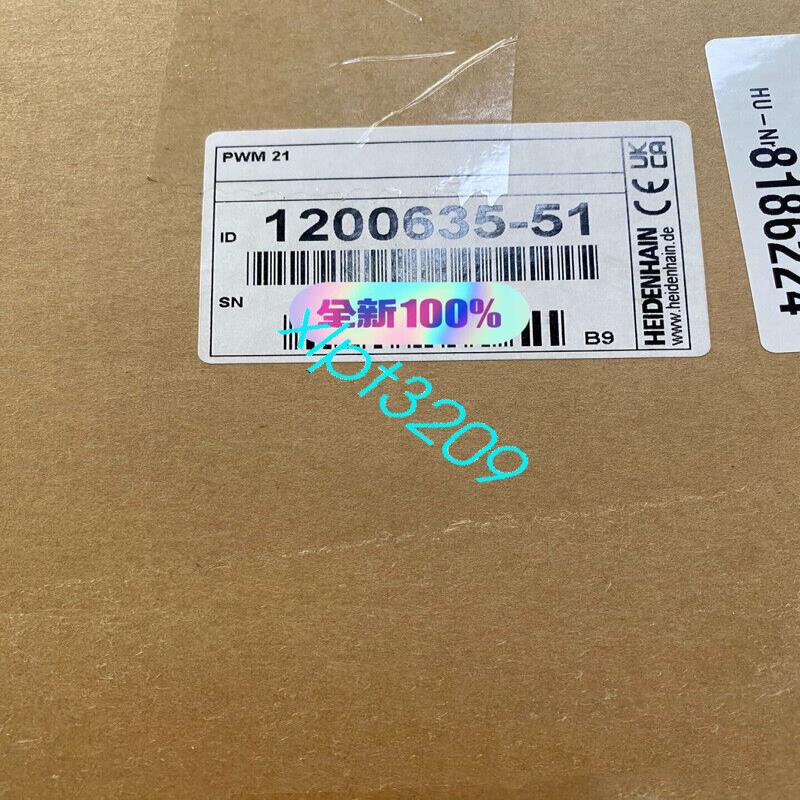 PWM 21
ID 1200635-51
SN
全新100%
B9
HEIDENHAIN
www.heidenhain.de
CE
UK
CA
HU-Nr
8186224
xlpt3209